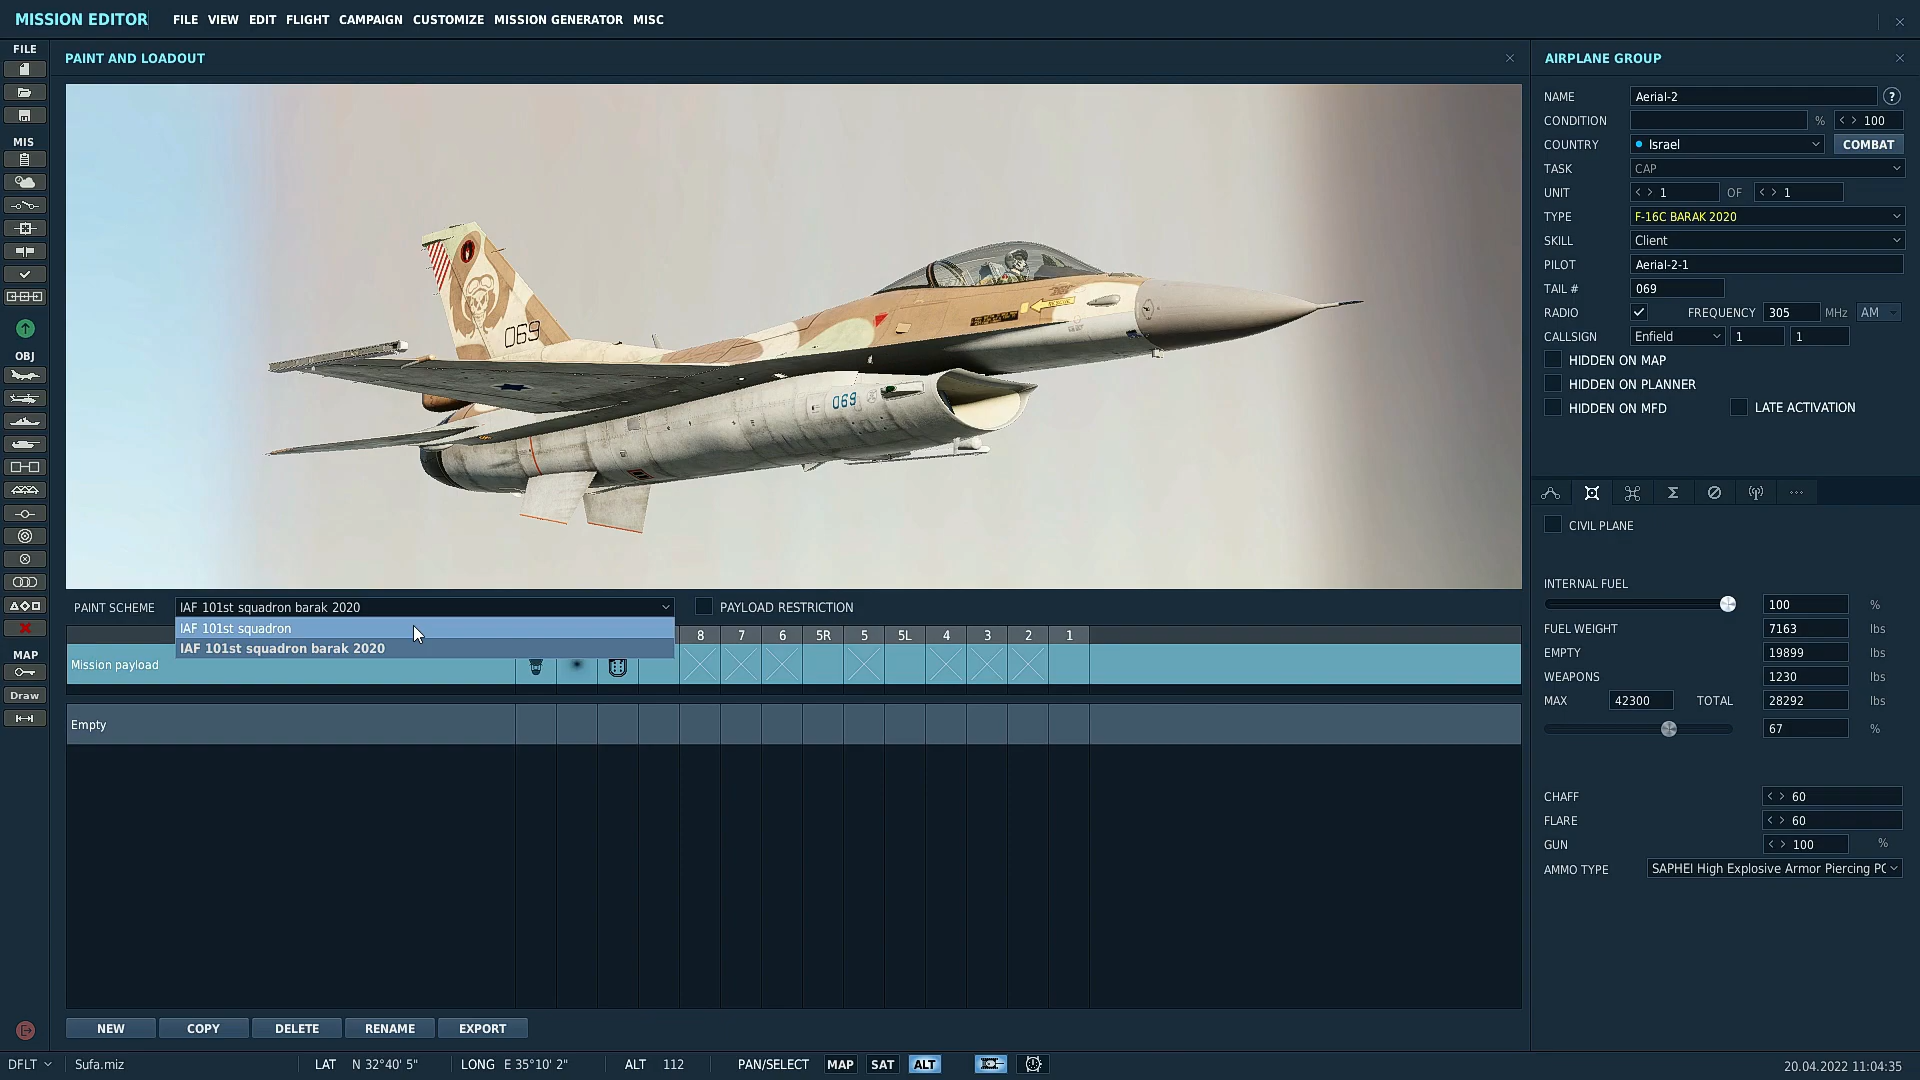 MISSION EDITOR FILE VIEW EDIT FLIGHT CAMPAIGN CUSTOMIZE MISSION GENERATOR MISC
FILE
MIS
OBJ
MAP
Draw
PAINT AND LOADOUT
069
069
PAINT SCHEME IAF 101st squadron barak 2020 PAYLOAD RESTRICTION
IAF 101st squadron
IAF 101st squadron barak 2020
8 7 6 5R 5 5L 4 3 2 1
Mission payload
Empty
NEW COPY DELETE RENAME EXPORT
AIRPLANE GROUP
NAME Aerial-2 ?
CONDITION % < > 100
COUNTRY Israel COMBAT
TASK CAP
UNIT < > 1 OF < > 1
TYPE F-16C BARAK 2020
SKILL Client
PILOT Aerial-2-1
TAIL # 069
RADIO FREQUENCY 305 MHz AM
CALLSIGN Enfield 1 1
HIDDEN ON MAP
HIDDEN ON PLANNER
HIDDEN ON MFD LATE ACTIVATION
CIVIL PLANE
INTERNAL FUEL
100 %
FUEL WEIGHT 7163 lbs
EMPTY 19899 lbs
WEAPONS 1230 lbs
MAX 42300 TOTAL 28292 lbs
67 %
CHAFF < > 60
FLARE < > 60
GUN < > 100 %
AMMO TYPE SAPHEI High Explosive Armor Piercing PG
DFLT Sufa.miz LAT N 32°40' 5" LONG E 35°10' 2" ALT 112 PAN/SELECT MAP SAT ALT 20.04.2022 11:04:35